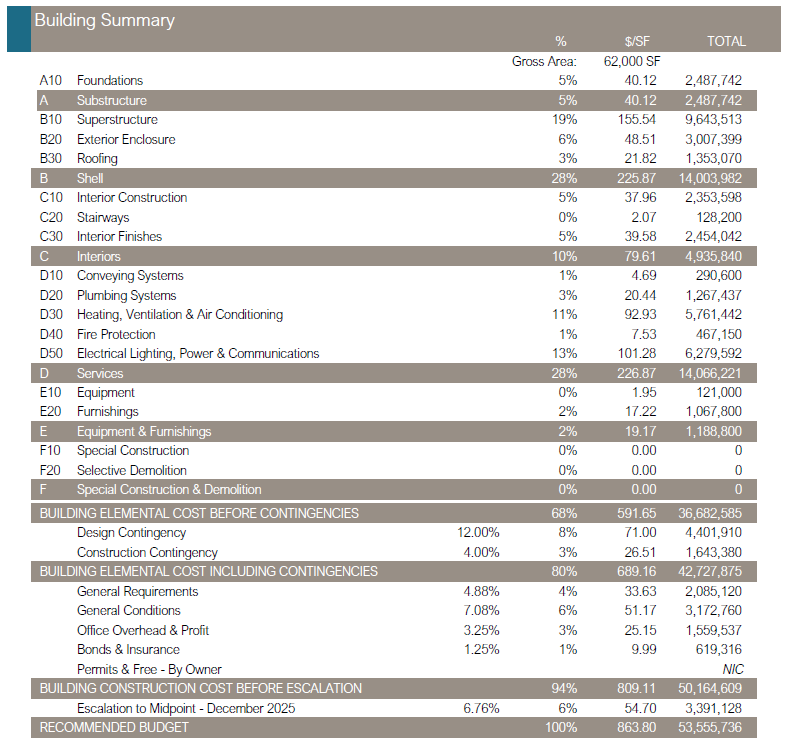 Building Summary
% $/SF TOTAL
Gross Area: 62,000 SF
A10 Foundations 5% 40.12 2,487,742
A Substructure 5% 40.12 2,487,742
B10 Superstructure 19% 155.54 9,643,513
B20 Exterior Enclosure 6% 48.51 3,007,399
B30 Roofing 3% 21.82 1,353,070
B Shell 28% 225.87 14,003,982
C10 Interior Construction 5% 37.96 2,353,598
C20 Stairways 0% 2.07 128,200
C30 Interior Finishes 5% 39.58 2,454,042
C Interiors 10% 79.61 4,935,840
D10 Conveying Systems 1% 4.69 290,600
D20 Plumbing Systems 3% 20.44 1,267,437
D30 Heating, Ventilation & Air Conditioning 11% 92.93 5,761,442
D40 Fire Protection 1% 7.53 467,150
D50 Electrical Lighting, Power & Communications 13% 101.28 6,279,592
D Services 28% 226.87 14,066,221
E10 Equipment 0% 1.95 121,000
E20 Furnishings 2% 17.22 1,067,800
E Equipment & Furnishings 2% 19.17 1,188,800
F10 Special Construction 0% 0.00 0
F20 Selective Demolition 0% 0.00 0
F Special Construction & Demolition 0% 0.00 0
BUILDING ELEMENTAL COST BEFORE CONTINGENCIES 68% 591.65 36,682,585
Design Contingency 12.00% 8% 71.00 4,401,910
Construction Contingency 4.00% 3% 26.51 1,643,380
BUILDING ELEMENTAL COST INCLUDING CONTINGENCIES 80% 689.16 42,727,875
General Requirements 4.88% 4% 33.63 2,085,120
General Conditions 7.08% 6% 51.17 3,172,760
Office Overhead & Profit 3.25% 3% 25.15 1,559,537
Bonds & Insurance 1.25% 1% 9.99 619,316
Permits & Free - By Owner NIC
BUILDING CONSTRUCTION COST BEFORE ESCALATION 94% 809.11 50,164,609
Escalation to Midpoint - December 2025 6.76% 6% 54.70 3,391,128
RECOMMENDED BUDGET 100% 863.80 53,555,736